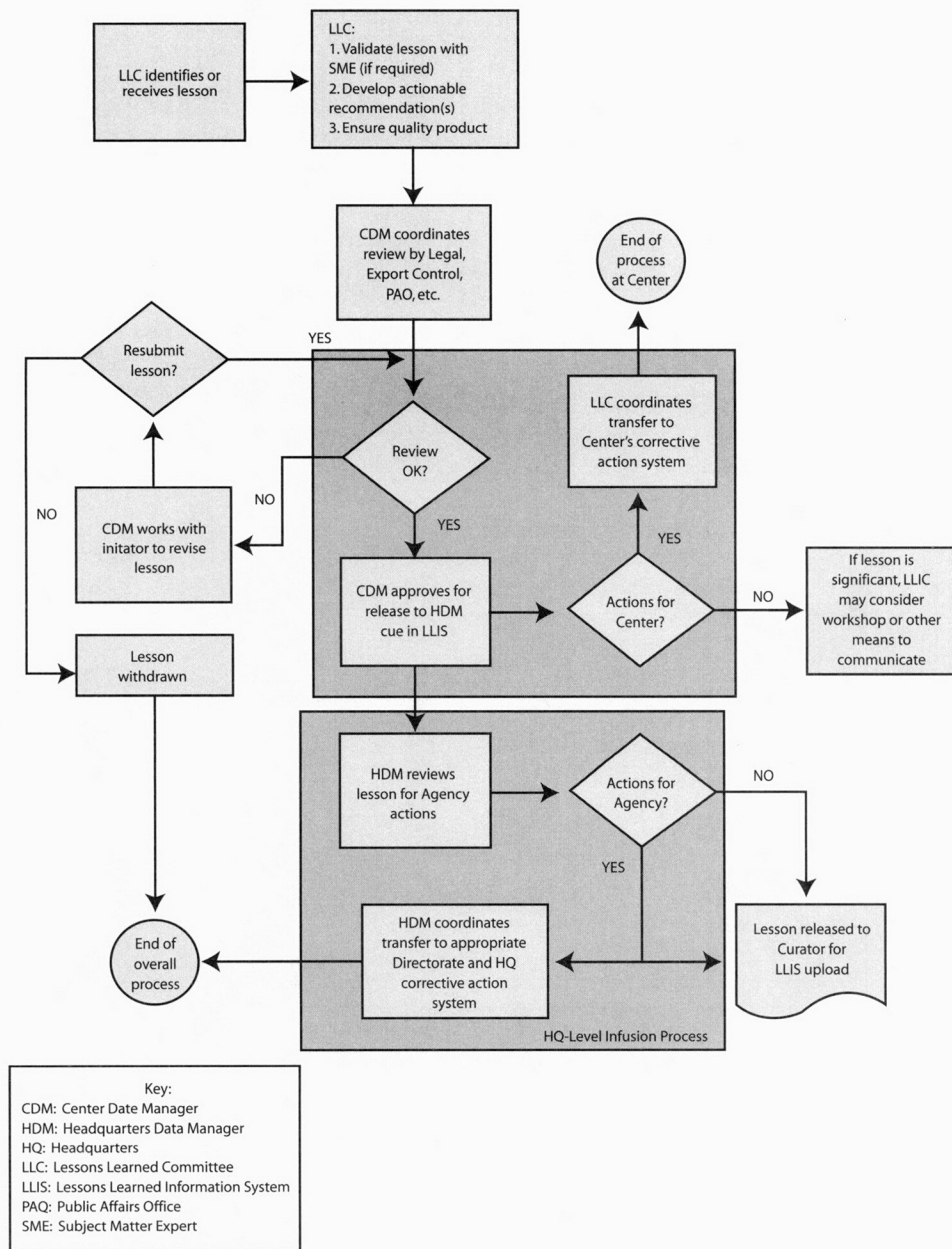 LLC identifies or
receives lesson
LLC:
1. Validate lesson with
SME (if required)
2. Develop actionable
recommendation(s)
3. Ensure quality product
CDM coordinates
review by Legal,
Export Control,
PAO, etc.
End of
process
at Center
Resubmit
lesson?
YES
Review
OK?
LLC coordinates
transfer to
Center's corrective
action system
NO
NO
YES
YES
CDM works with
initator to revise
lesson
CDM approves for
release to HDM
cue in LLIS
Actions for
Center?
NO
If lesson is
significant, LLIC
may consider
workshop or other
means to
communicate
Lesson
withdrawn
HDM reviews
lesson for Agency
actions
Actions for
Agency?
NO
YES
End of
overall
process
HDM coordinates
transfer to appropriate
Directorate and HQ
corrective action
system
Lesson released to
Curator for
LLIS upload
HQ-Level Infusion Process
Key:
CDM: Center Date Manager
HDM: Headquarters Data Manager
HQ: Headquarters
LLC: Lessons Learned Committee
LLIS: Lessons Learned Information System
PAQ: Public Affairs Office
SME: Subject Matter Expert